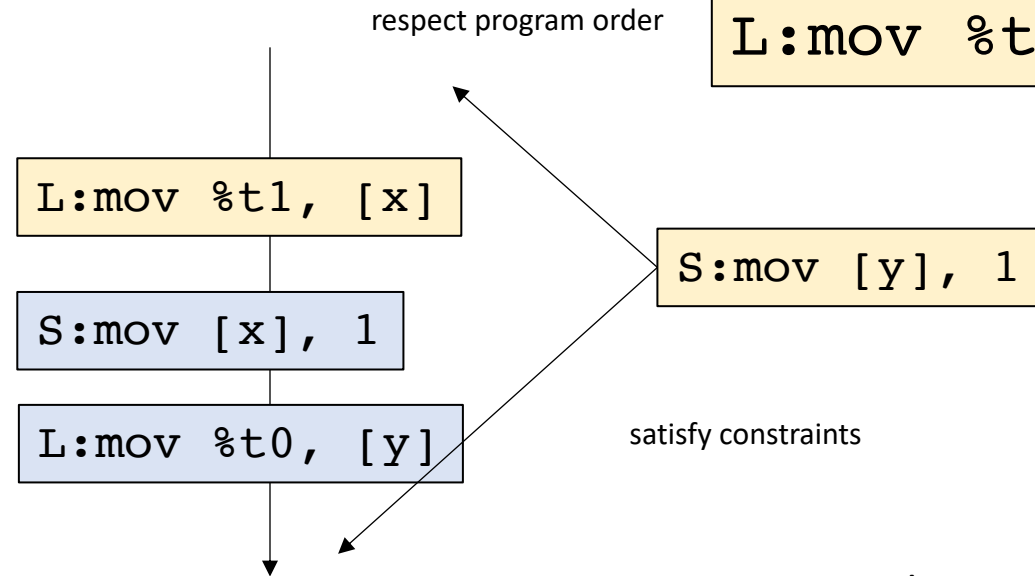 respect program order
L:mov %t
L:mov %t1, [x]
S:mov [y], 1
S:mov [x], 1
L:mov %t0, [y]
satisfy constraints